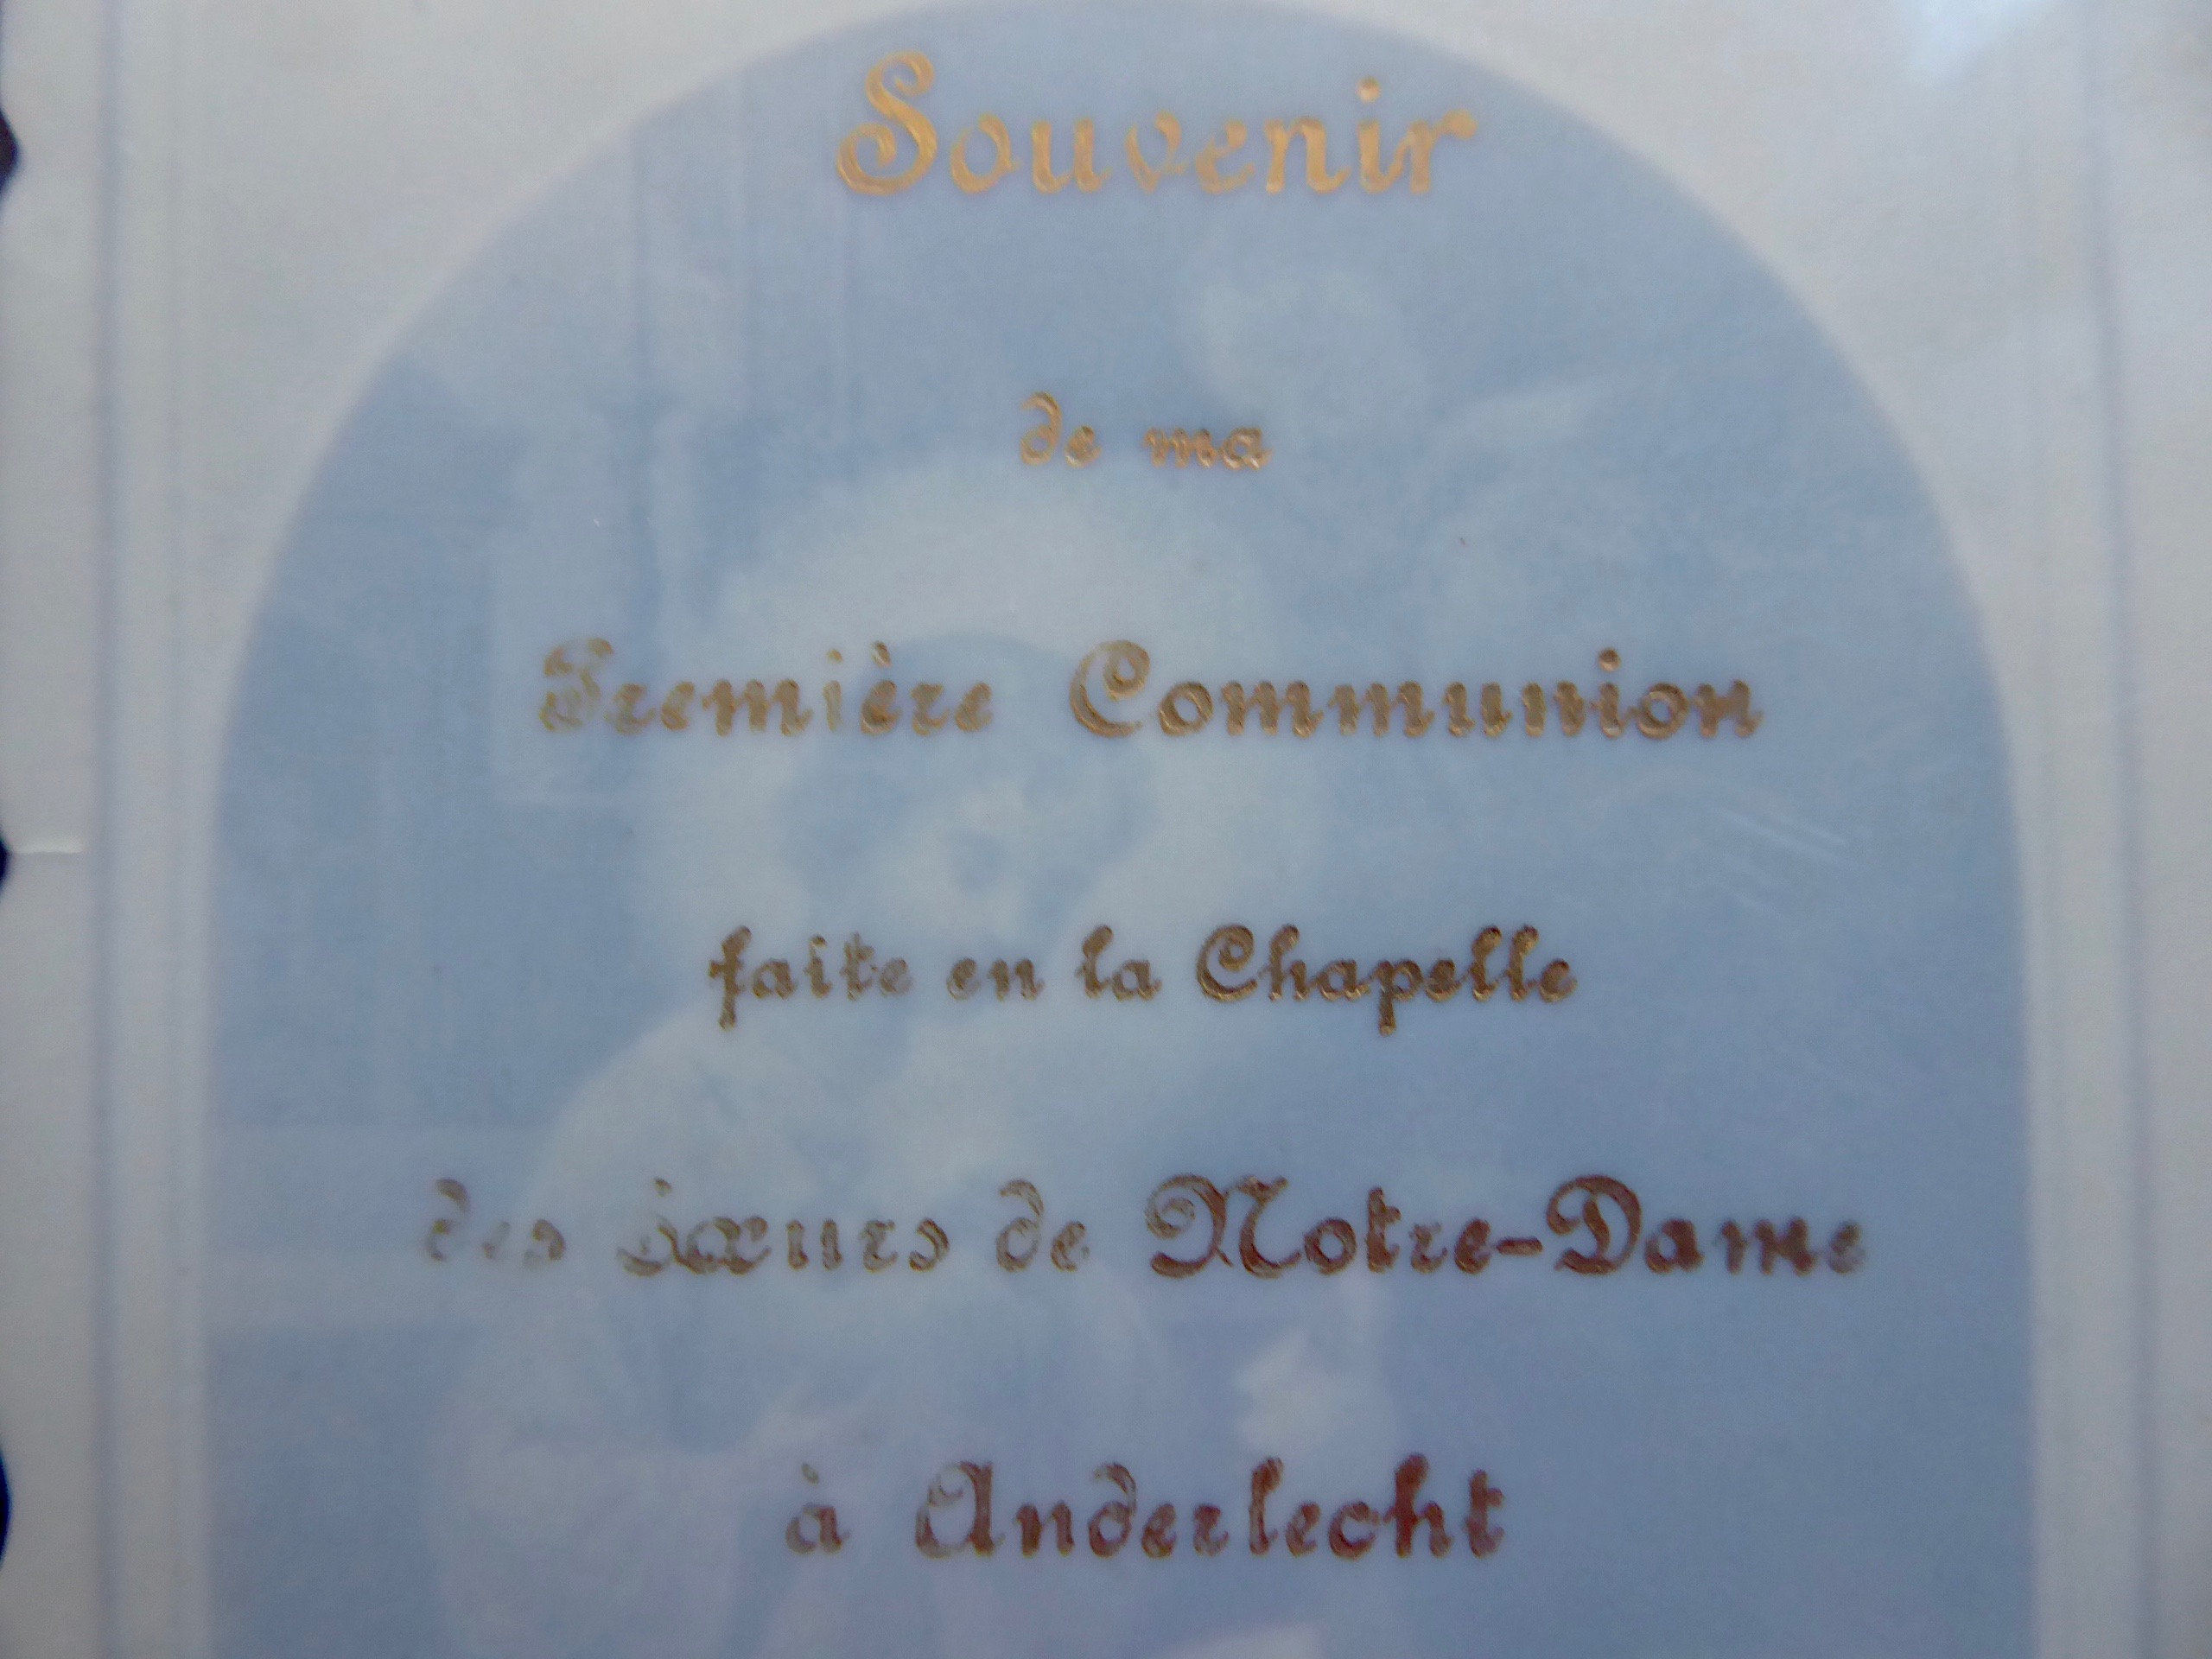 Souvenir
de ma
Première Communion
faite en la Chapelle
des Sœurs de Notre-Dame
à Anderlecht